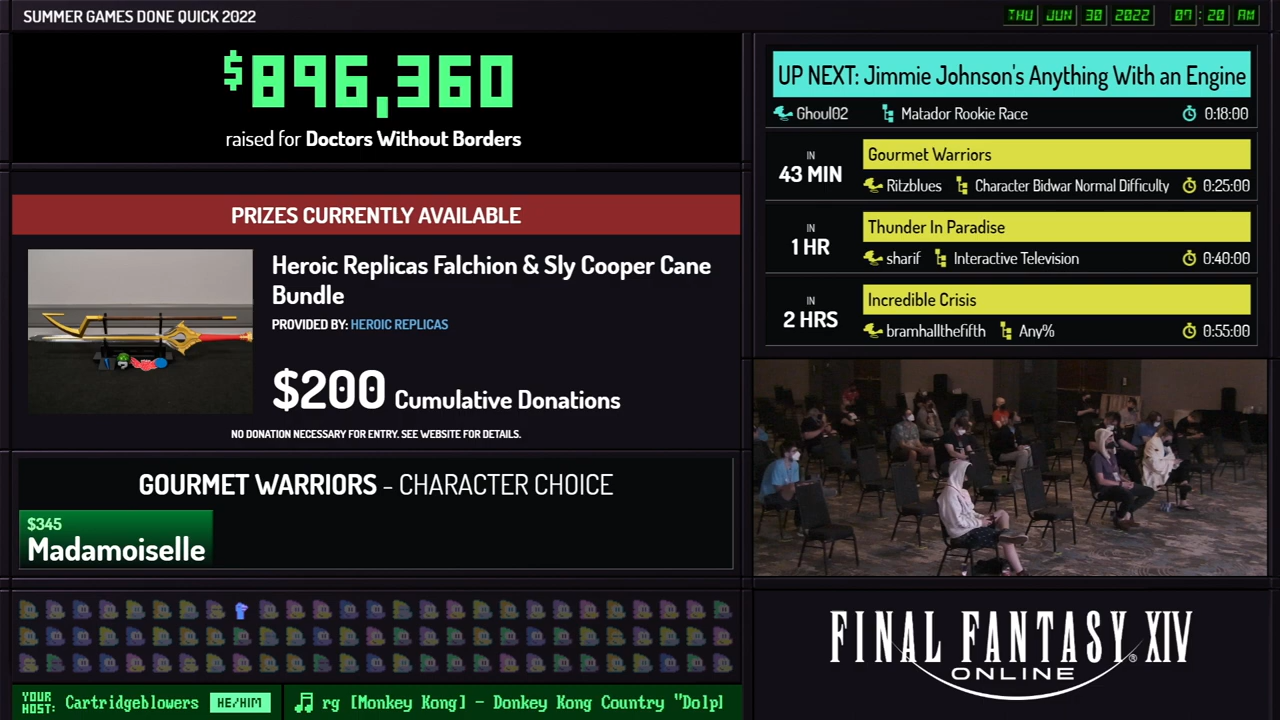 SUMMER GAMES DONE QUICK 2022
THU JUN 30 2022 07:20 AM
$896,360
raised for Doctors Without Borders
PRIZES CURRENTLY AVAILABLE
Heroic Replicas Falchion & Sly Cooper Cane
Bundle
PROVIDED BY: HEROIC REPLICAS
$200 Cumulative Donations
NO DONATION NECESSARY FOR ENTRY. SEE WEBSITE FOR DETAILS.
GOURMET WARRIORS - CHARACTER CHOICE
$345
Madamoiselle
YOUR HOST: Cartridgeblowers HE/HIM
rg [Monkey Kong] - Donkey Kong Country "Dolpl
UP NEXT: Jimmie Johnson's Anything With an Engine
Ghoul02 Matador Rookie Race 0:18:00
IN
43 MIN
Gourmet Warriors
Ritzblues Character Bidwar Normal Difficulty 0:25:00
IN
1 HR
Thunder In Paradise
sharif Interactive Television 0:40:00
IN
2 HRS
Incredible Crisis
bramhallthefifth Any% 0:55:00
FINAL FANTASY® XIV
ONLINE